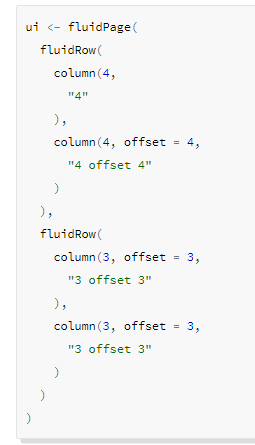 ui <- fluidPage(
  fluidRow(
    column(4,
      "4"
    ),
    column(4, offset = 4,
      "4 offset 4"
    )
  ),
  fluidRow(
    column(3, offset = 3,
      "3 offset 3"
    ),
    column(3, offset = 3,
      "3 offset 3"
    )
  )
)